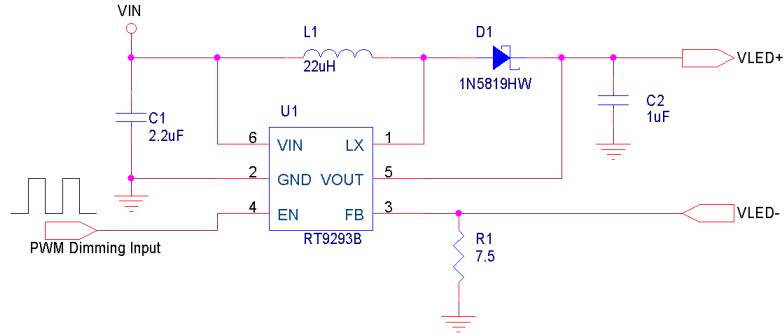 VIN
L1
22uH
D1
1N5819HW
VLED+
C1
2.2uF
C2
1uF
U1
6 VIN LX 1
2 GND VOUT 5
4 EN FB 3
RT9293B
PWM Dimming Input
R1
7.5
VLED-